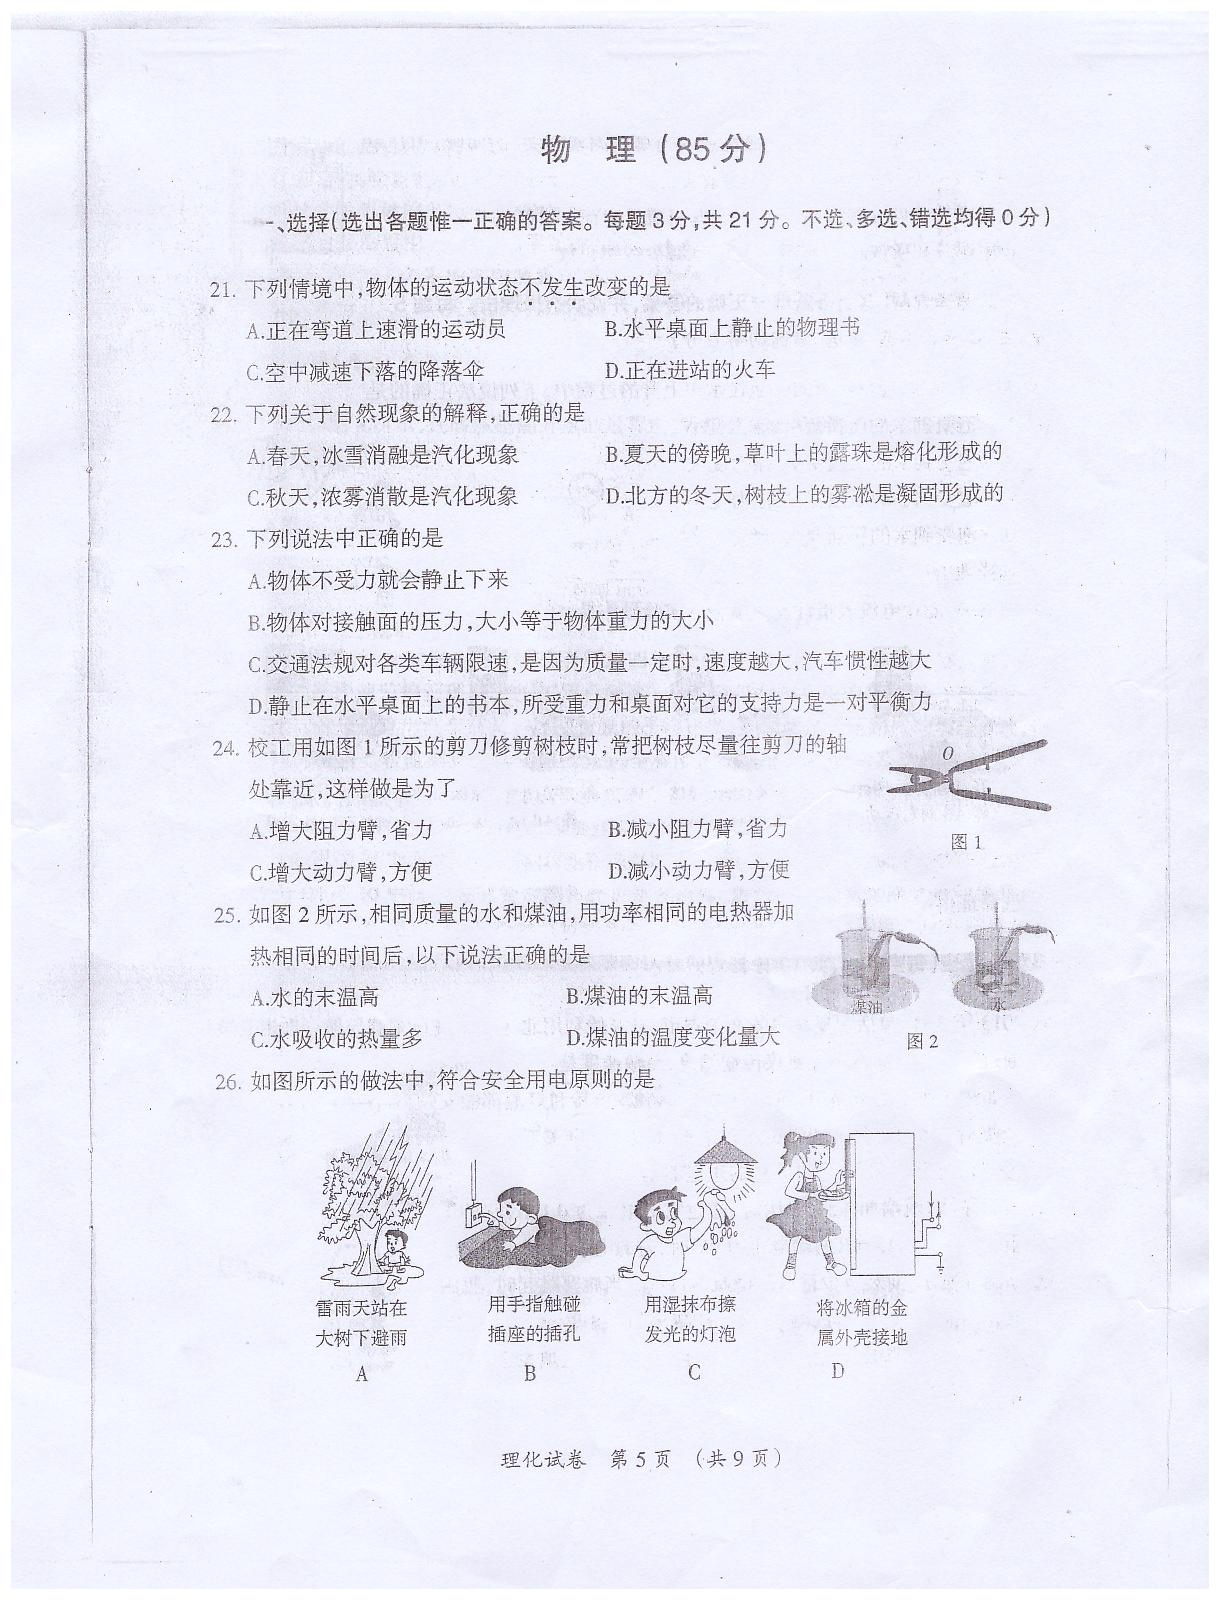 物 理(85分)
一、选择(选出各题惟一正确的答案。每题3分,共21分。不选、多选、错选均得0分)
21. 下列情境中,物体的运动状态不发生改变的是
A.正在弯道上速滑的运动员 B.水平桌面上静止的物理书
C.空中减速下落的降落伞 D.正在进站的火车
22. 下列关于自然现象的解释,正确的是
A.春天,冰雪消融是汽化现象 B.夏天的傍晚,草叶上的露珠是熔化形成的
C.秋天,浓雾消散是汽化现象 D.北方的冬天,树枝上的雾凇是凝固形成的
23. 下列说法中正确的是
A.物体不受力就会静止下来
B.物体对接触面的压力,大小等于物体重力的大小
C.交通法规对各类车辆限速,是因为质量一定时,速度越大,汽车惯性越大
D.静止在水平桌面上的书本,所受重力和桌面对它的支持力是一对平衡力
24. 校工用如图1所示的剪刀修剪树枝时,常把树枝尽量往剪刀的轴
处靠近,这样做是为了
A.增大阻力臂,省力 B.减小阻力臂,省力
C.增大动力臂,方便 D.减小动力臂,方便
O
图1
25. 如图2所示,相同质量的水和煤油,用功率相同的电热器加
热相同的时间后,以下说法正确的是
A.水的末温高 B.煤油的末温高
C.水吸收的热量多 D.煤油的温度变化量大
煤油 水
图2
26. 如图所示的做法中,符合安全用电原则的是
雷雨天站在 用手指触碰 用湿抹布擦 将冰箱的金
大树下避雨 插座的插孔 发光的灯泡 属外壳接地
A B C D
理化试卷 第5页 (共9页)